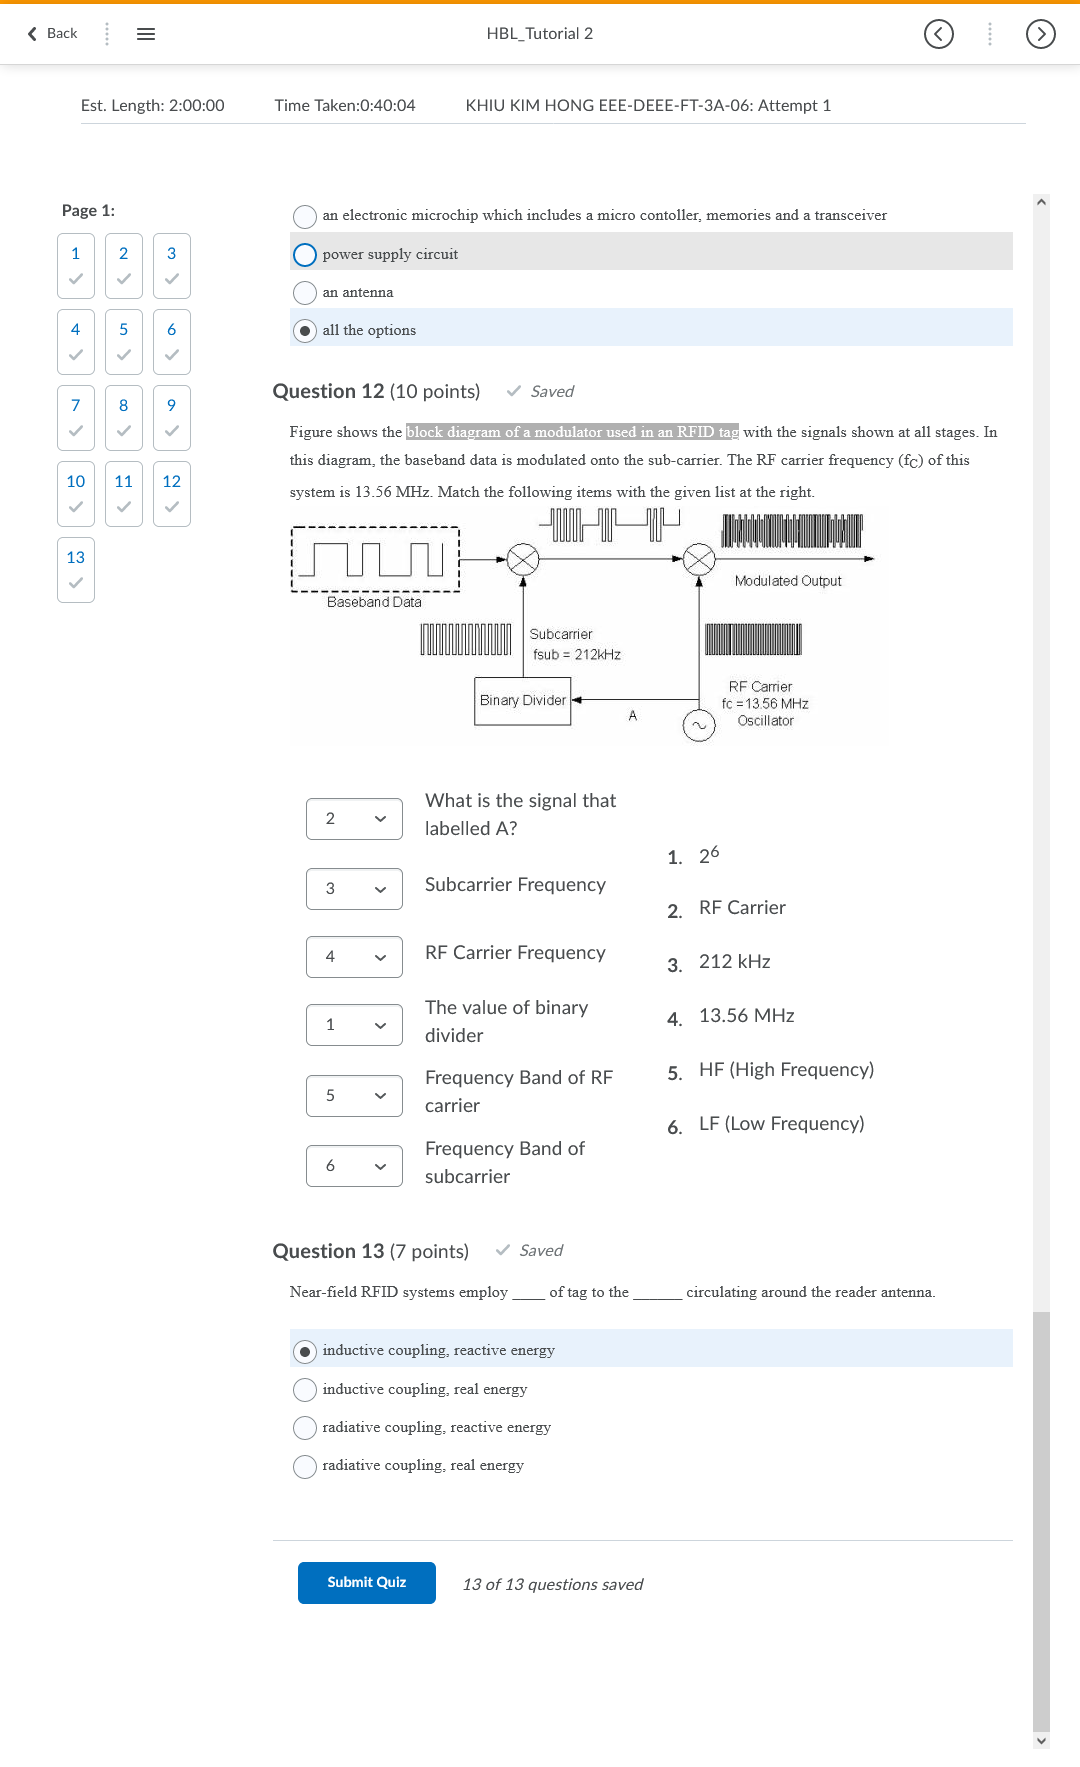 Back
HBL_Tutorial 2
Est. Length: 2:00:00 Time Taken:0:40:04 KHIU KIM HONG EEE-DEEE-FT-3A-06: Attempt 1
Page 1:
1 2 3
4 5 6
7 8 9
10 11 12
13
an electronic microchip which includes a micro contoller, memories and a transceiver
power supply circuit
an antenna
all the options
Question 12 (10 points) Saved
Figure shows the block diagram of a modulator used in an RFID tag with the signals shown at all stages. In
this diagram, the baseband data is modulated onto the sub-carrier. The RF carrier frequency (fC) of this
system is 13.56 MHz. Match the following items with the given list at the right.
Baseband Data
Modulated Output
Subcarrier
fsub = 212kHz
Binary Divider
A
RF Carrier
fc = 13.56 MHz
Oscillator
2 What is the signal that
labelled A?
3 Subcarrier Frequency
4 RF Carrier Frequency
1 The value of binary
divider
5 Frequency Band of RF
carrier
6 Frequency Band of
subcarrier
1. 2⁶
2. RF Carrier
3. 212 kHz
4. 13.56 MHz
5. HF (High Frequency)
6. LF (Low Frequency)
Question 13 (7 points) Saved
Near-field RFID systems employ ____ of tag to the ______ circulating around the reader antenna.
inductive coupling, reactive energy
inductive coupling, real energy
radiative coupling, reactive energy
radiative coupling, real energy
Submit Quiz 13 of 13 questions saved